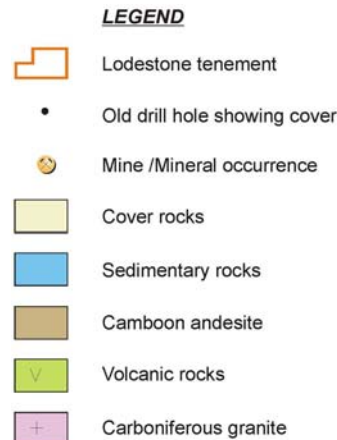 LEGEND
Lodestone tenement
Old drill hole showing cover
Mine /Mineral occurrence
Cover rocks
Sedimentary rocks
Camboon andesite
V Volcanic rocks
+ Carboniferous granite